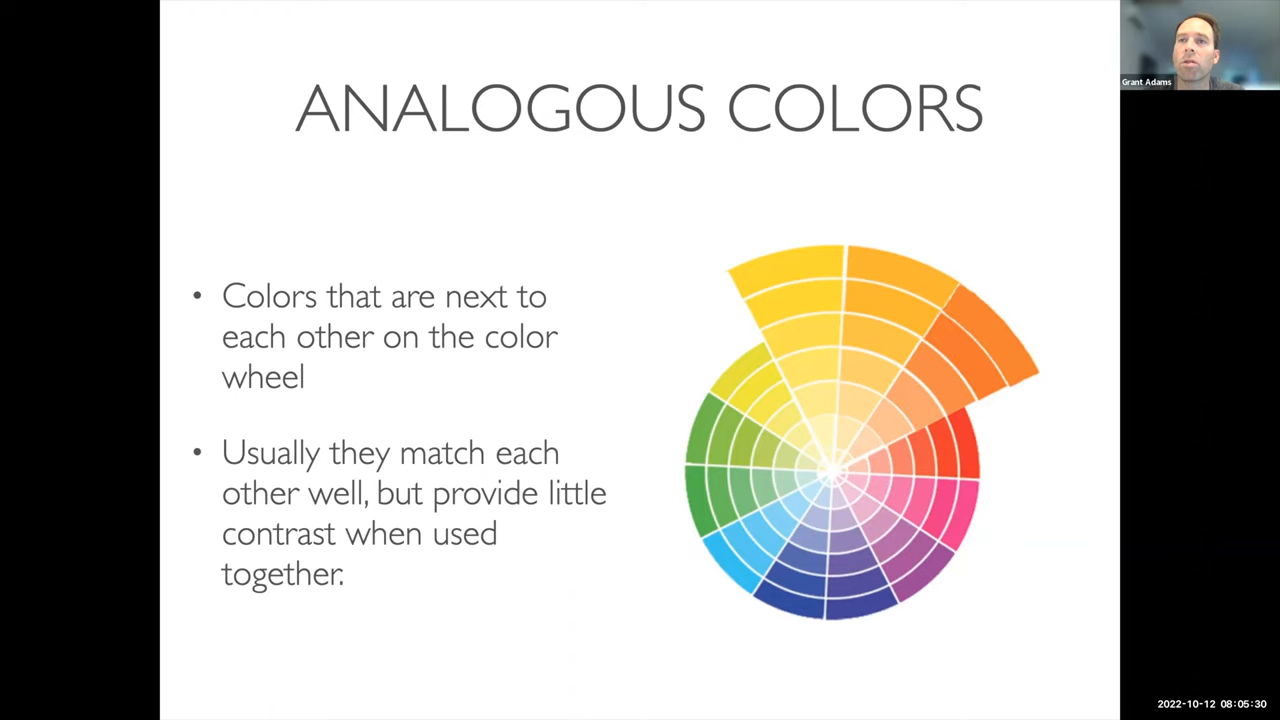 ANALOGOUS COLORS
Grant Adams
• Colors that are next to
each other on the color
wheel
• Usually they match each
other well, but provide little
contrast when used
together.
2022-10-12 08:05:30